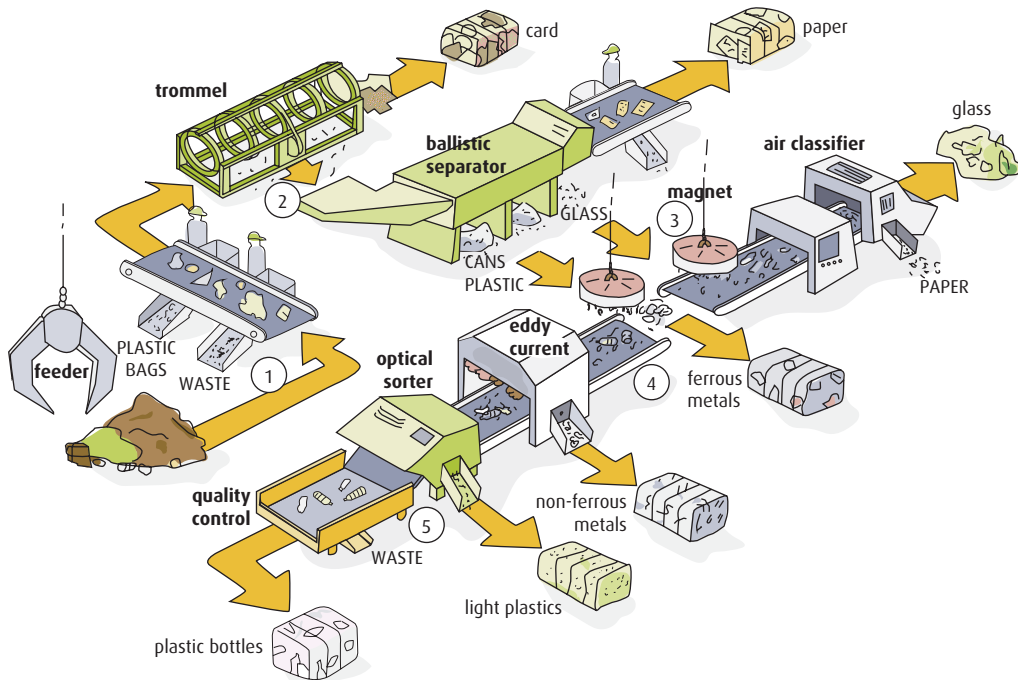 card
paper
trommel
glass
ballistic
separator
air classifier
2
magnet
3
GLASS
CANS
PLASTIC
PAPER
feeder
PLASTIC
BAGS
WASTE
1
optical
sorter
eddy
current
4
ferrous
metals
quality
control
5
WASTE
non-ferrous
metals
light plastics
plastic bottles